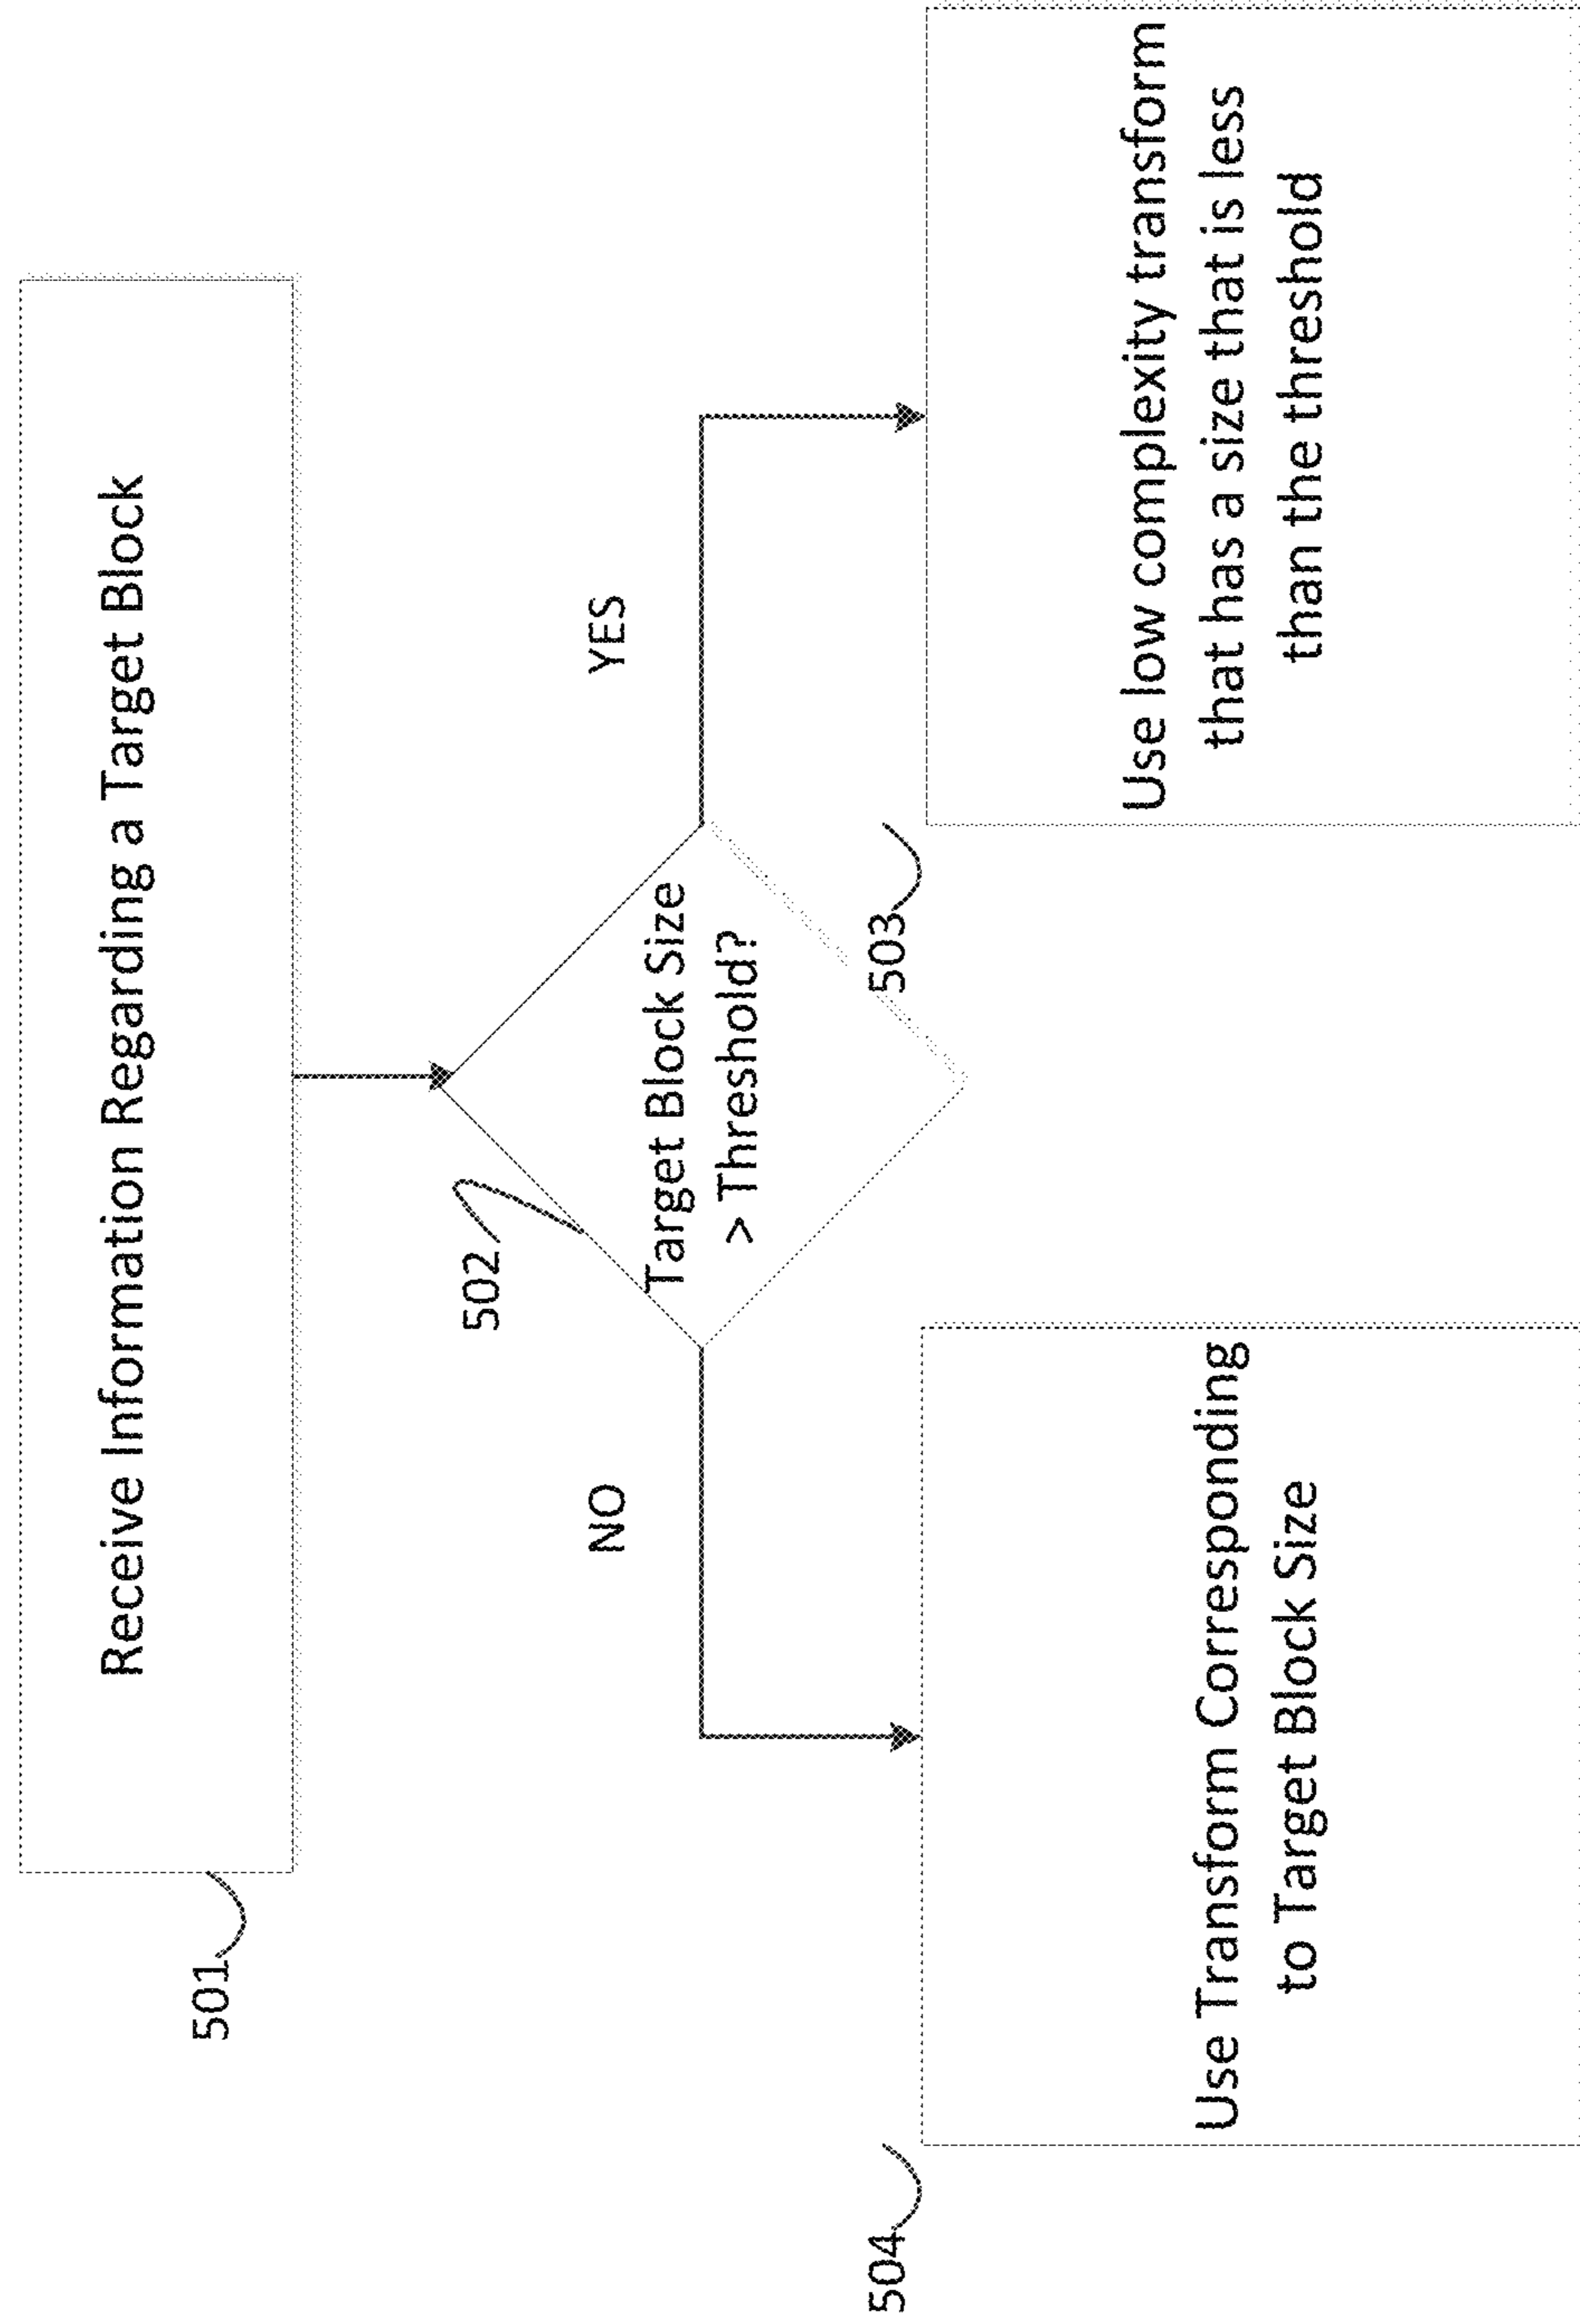 501
Receive Information Regarding a Target Block
502
Target Block Size
> Threshold?
NO
YES
504
Use Transform Corresponding
to Target Block Size
503
Use low complexity transform
that has a size that is less
than the threshold